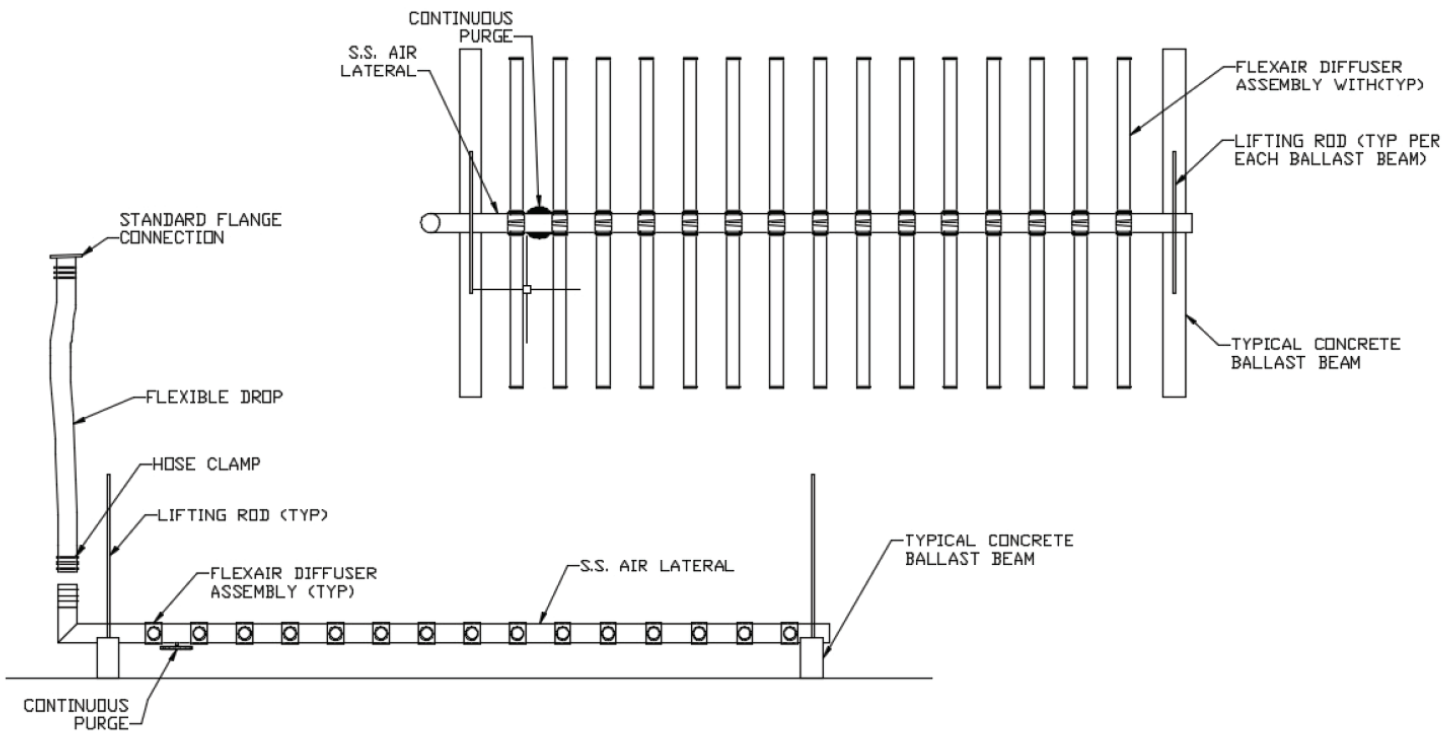 CONTINUOUS
PURGE
S.S. AIR
LATERAL
FLEXAIR DIFFUSER
ASSEMBLY WITH(TYP)
LIFTING ROD (TYP PER
EACH BALLAST BEAM)
STANDARD FLANGE
CONNECTION
TYPICAL CONCRETE
BALLAST BEAM
FLEXIBLE DROP
HOSE CLAMP
LIFTING ROD (TYP)
TYPICAL CONCRETE
BALLAST BEAM
FLEXAIR DIFFUSER
ASSEMBLY (TYP)
S.S. AIR LATERAL
CONTINUOUS
PURGE